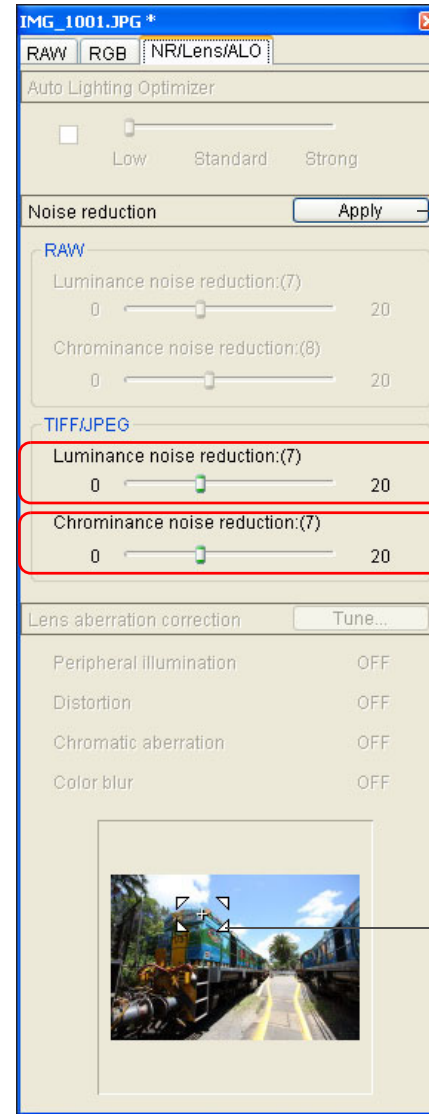 IMG_1001.JPG *
RAW RGB NR/Lens/ALO
Auto Lighting Optimizer
Low Standard Strong
Noise reduction Apply
RAW
Luminance noise reduction:(7)
0 20
Chrominance noise reduction:(8)
0 20
TIFF/JPEG
Luminance noise reduction:(7)
0 20
Chrominance noise reduction:(7)
0 20
Lens aberration correction Tune...
Peripheral illumination OFF
Distortion OFF
Chromatic aberration OFF
Color blur OFF